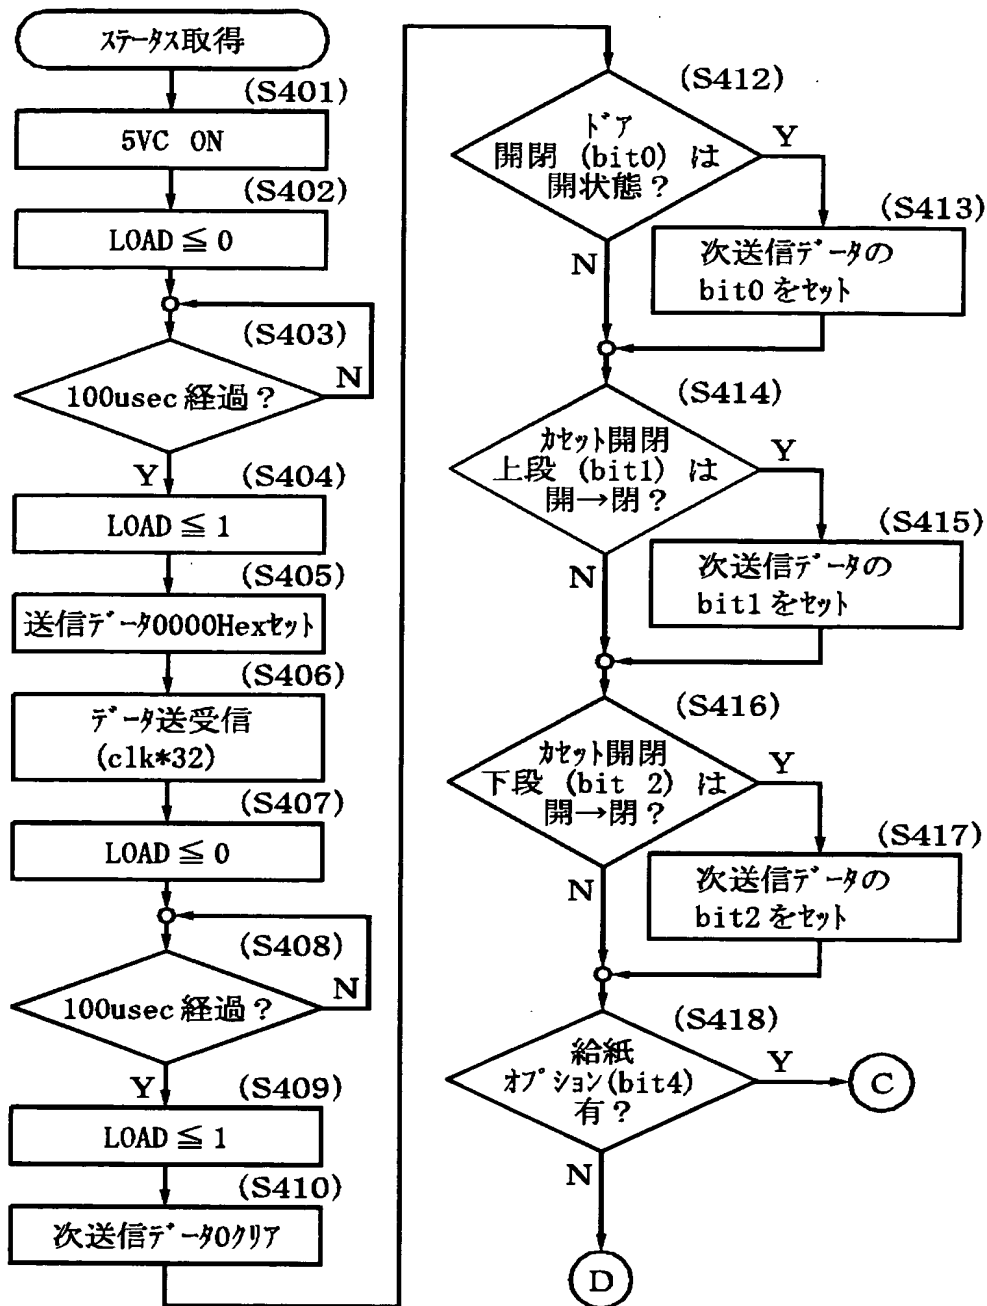 ステータス取得
(S401)
5VC ON
(S402)
LOAD ≦ 0
(S403)
100usec 経過？
N
Y
(S404)
LOAD ≦ 1
(S405)
送信データ0000Hexセット
(S406)
データ送受信
(clk*32)
(S407)
LOAD ≦ 0
(S408)
100usec 経過？
N
Y
(S409)
LOAD ≦ 1
(S410)
次送信データ0クリア
(S412)
ドア
開閉 (bit0) は
開状態？
Y
N
(S413)
次送信データの
bit0 をセット
(S414)
カセット開閉
上段 (bit1) は
開→閉？
Y
N
(S415)
次送信データの
bit1 をセット
(S416)
カセット開閉
下段 (bit 2) は
開→閉？
Y
N
(S417)
次送信データの
bit2 をセット
(S418)
給紙
オプション(bit4)
有？
Y
C
N
D